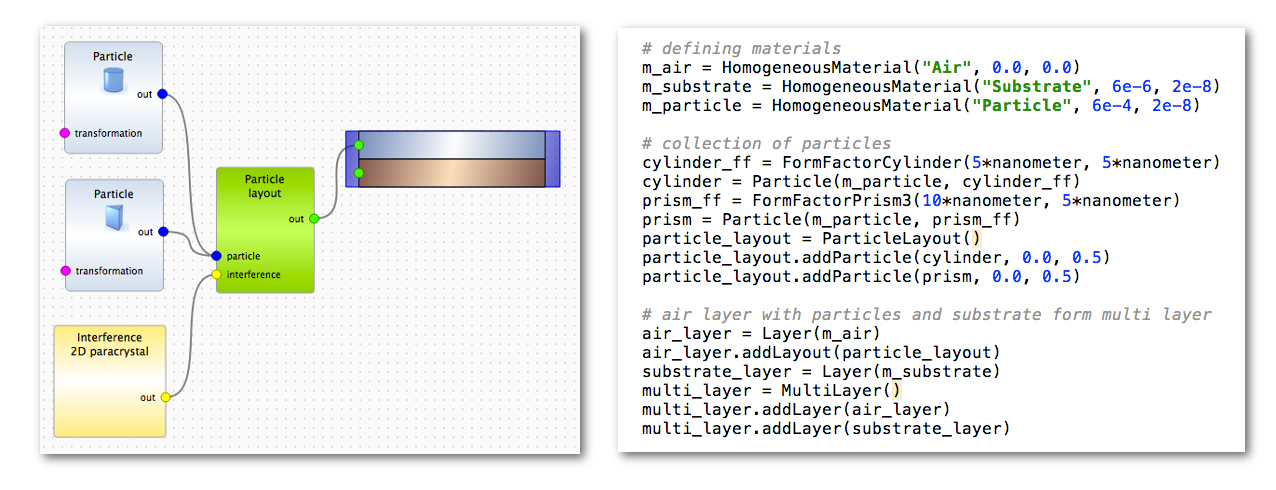 Particle
out
transformation
Particle
out
transformation
Particle
layout
out
particle
interference
Interference
2D paracrystal
out
# defining materials
m_air = HomogeneousMaterial("Air", 0.0, 0.0)
m_substrate = HomogeneousMaterial("Substrate", 6e-6, 2e-8)
m_particle = HomogeneousMaterial("Particle", 6e-4, 2e-8)
# collection of particles
cylinder_ff = FormFactorCylinder(5*nanometer, 5*nanometer)
cylinder = Particle(m_particle, cylinder_ff)
prism_ff = FormFactorPrism3(10*nanometer, 5*nanometer)
prism = Particle(m_particle, prism_ff)
particle_layout = ParticleLayout()
particle_layout.addParticle(cylinder, 0.0, 0.5)
particle_layout.addParticle(prism, 0.0, 0.5)
# air layer with particles and substrate form multi layer
air_layer = Layer(m_air)
air_layer.addLayout(particle_layout)
substrate_layer = Layer(m_substrate)
multi_layer = MultiLayer()
multi_layer.addLayer(air_layer)
multi_layer.addLayer(substrate_layer)